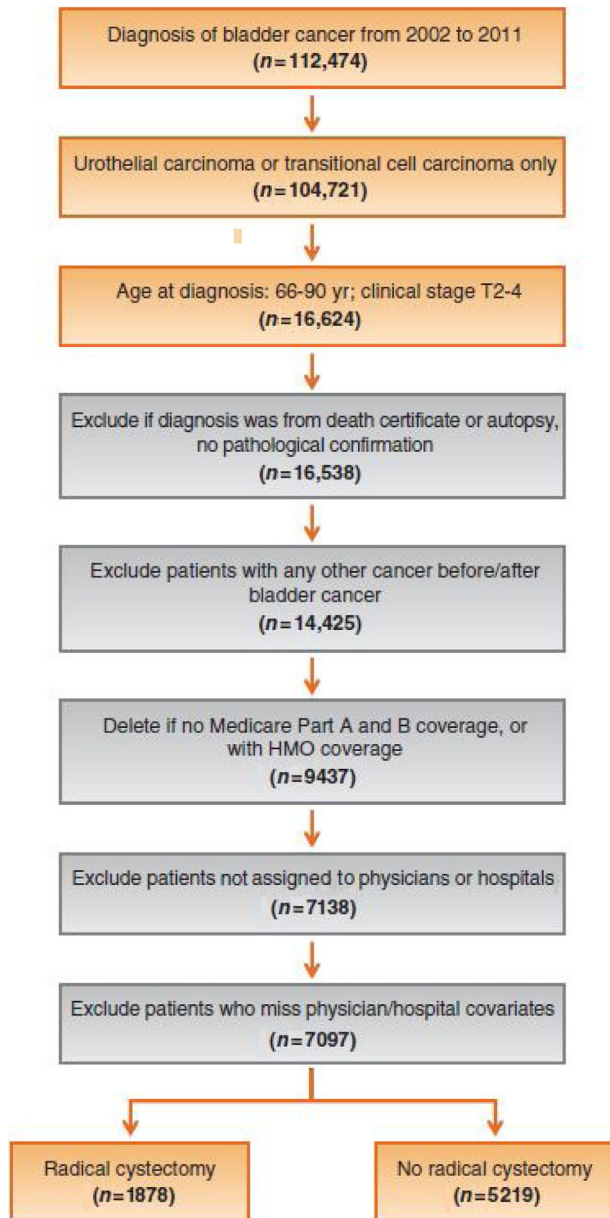 Diagnosis of bladder cancer from 2002 to 2011
(n=112,474)
Urothelial carcinoma or transitional cell carcinoma only
(n=104,721)
Age at diagnosis: 66-90 yr; clinical stage T2-4
(n=16,624)
Exclude if diagnosis was from death certificate or autopsy,
no pathological confirmation
(n=16,538)
Exclude patients with any other cancer before/after
bladder cancer
(n=14,425)
Delete if no Medicare Part A and B coverage, or
with HMO coverage
(n=9437)
Exclude patients not assigned to physicians or hospitals
(n=7138)
Exclude patients who miss physician/hospital covariates
(n=7097)
Radical cystectomy
(n=1878)
No radical cystectomy
(n=5219)